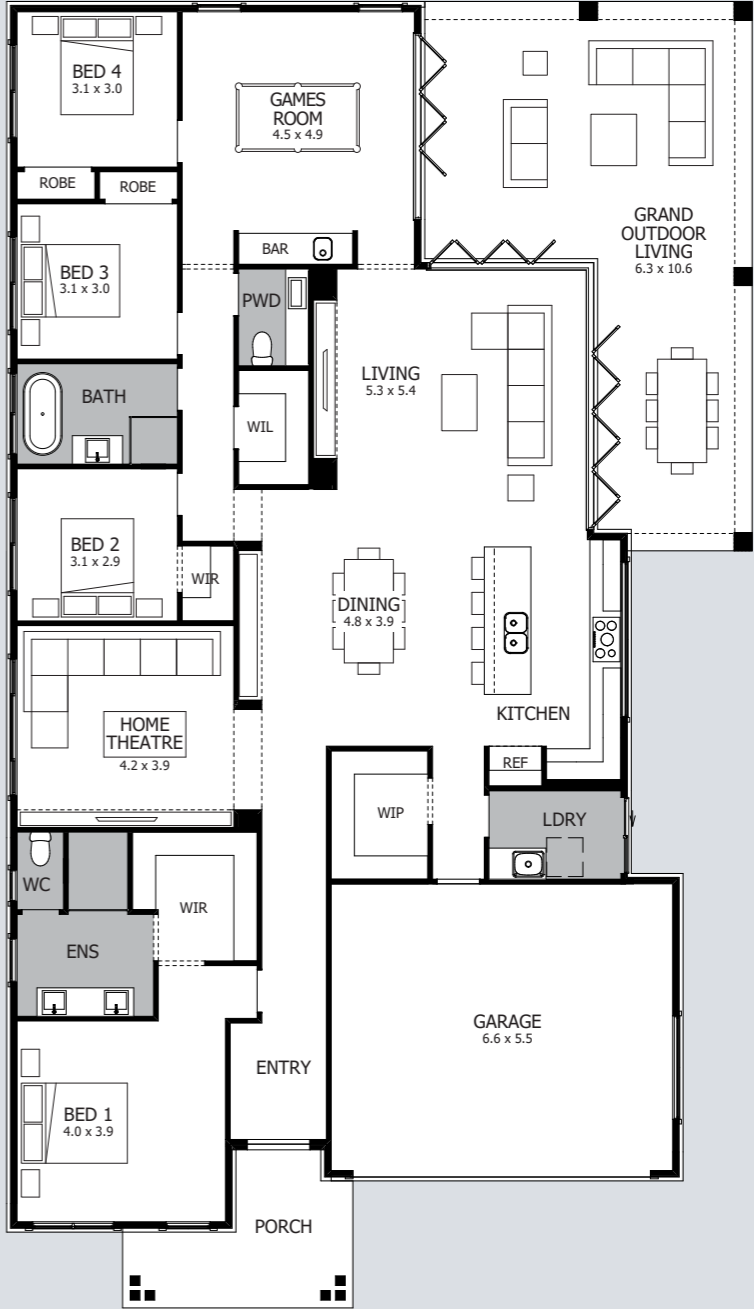 BED 4
3.1 x 3.0
GAMES
ROOM
4.5 x 4.9
ROBE
ROBE
GRAND
OUTDOOR
LIVING
6.3 x 10.6
BAR
BED 3
3.1 x 3.0
PWD
LIVING
5.3 x 5.4
BATH
WIL
BED 2
3.1 x 2.9
WIR
DINING
4.8 x 3.9
KITCHEN
HOME
THEATRE
4.2 x 3.9
REF
WIP
LDRY
WC
WIR
ENS
GARAGE
6.6 x 5.5
ENTRY
BED 1
4.0 x 3.9
PORCH